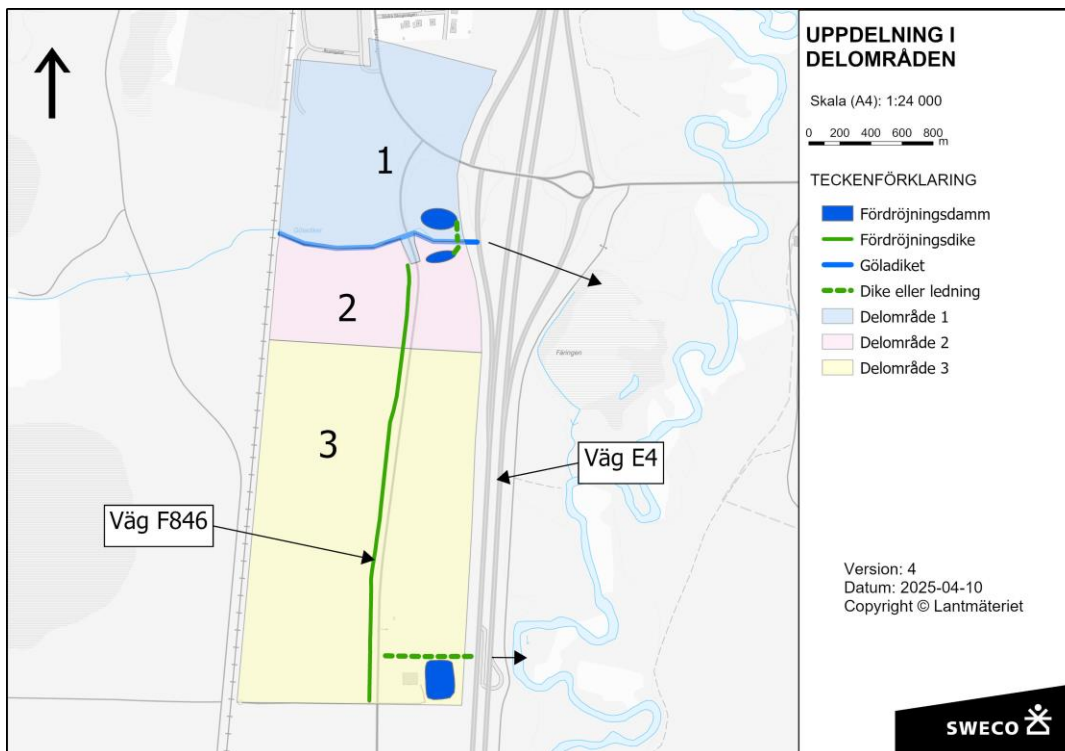 UPPDELNING I
DELOMRÅDEN
Skala (A4): 1:24 000
0 200 400 600 800
m
TECKENFÖRKLARING
Fördröjningsdamm
Fördröjningsdike
Göladiket
Dike eller ledning
Delområde 1
Delområde 2
Delområde 3
1
Göladiket
2
Färingen
3
Väg E4
Väg F846
Version: 4
Datum: 2025-04-10
Copyright © Lantmäteriet
SWECO